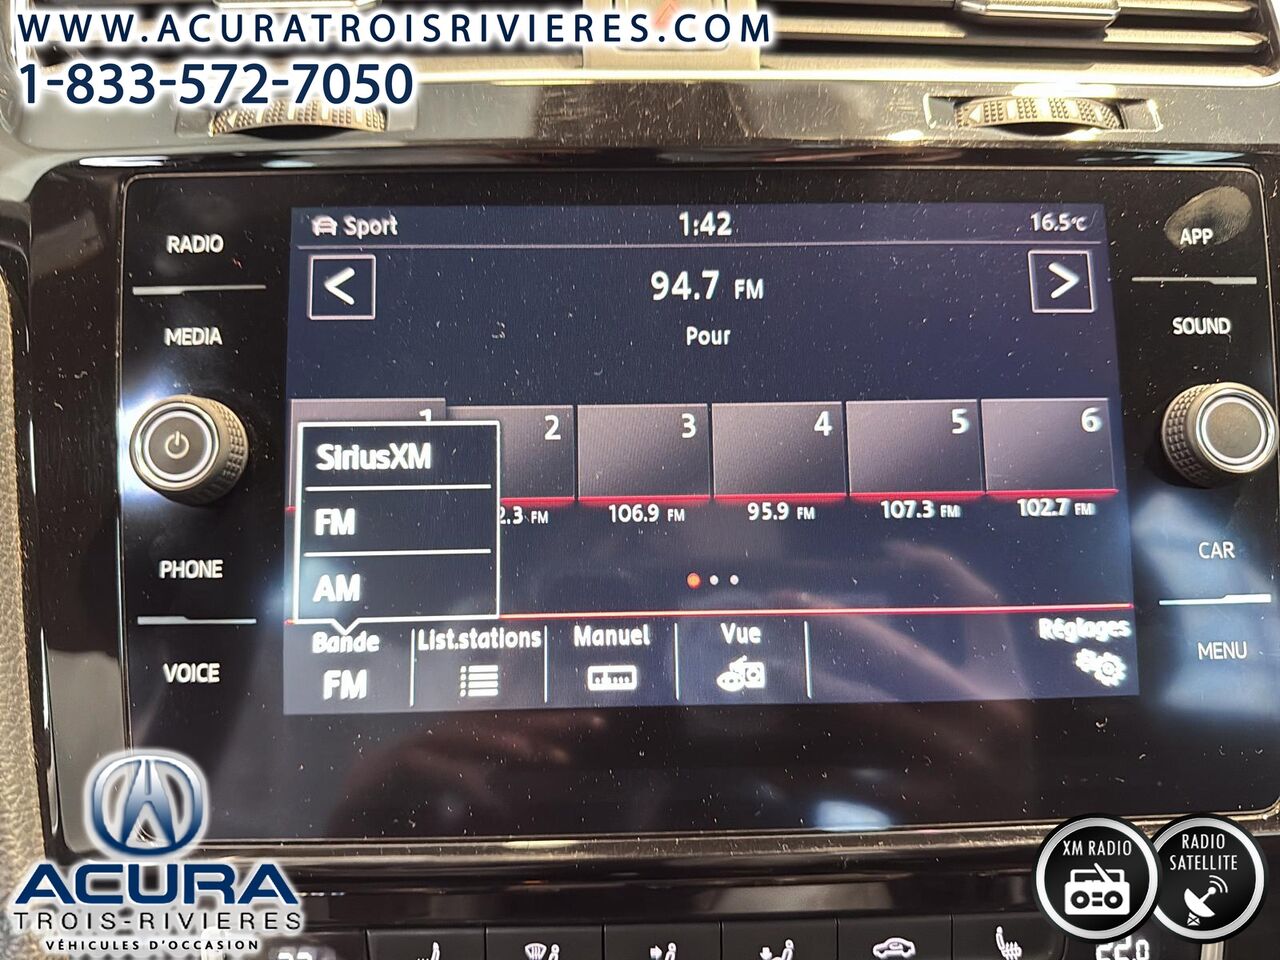 WWW.ACURATROISRIVIERES.COM
1-833-572-7050
RADIO
MEDIA
PHONE
VOICE
Sport
1:42
16.5°C
94.7 FM
Pour
1
2
3
4
5
6
2.3 FM
106.9 FM
95.9 FM
107.3 FM
102.7 FM
SiriusXM
FM
AM
Bande
FM
List.stations
Manuel
Vue
Réglages
APP
SOUND
CAR
MENU
ACURA
TROIS-RIVIERES
VÉHICULES D'OCCASION
XM RADIO
RADIO
SATELLITE